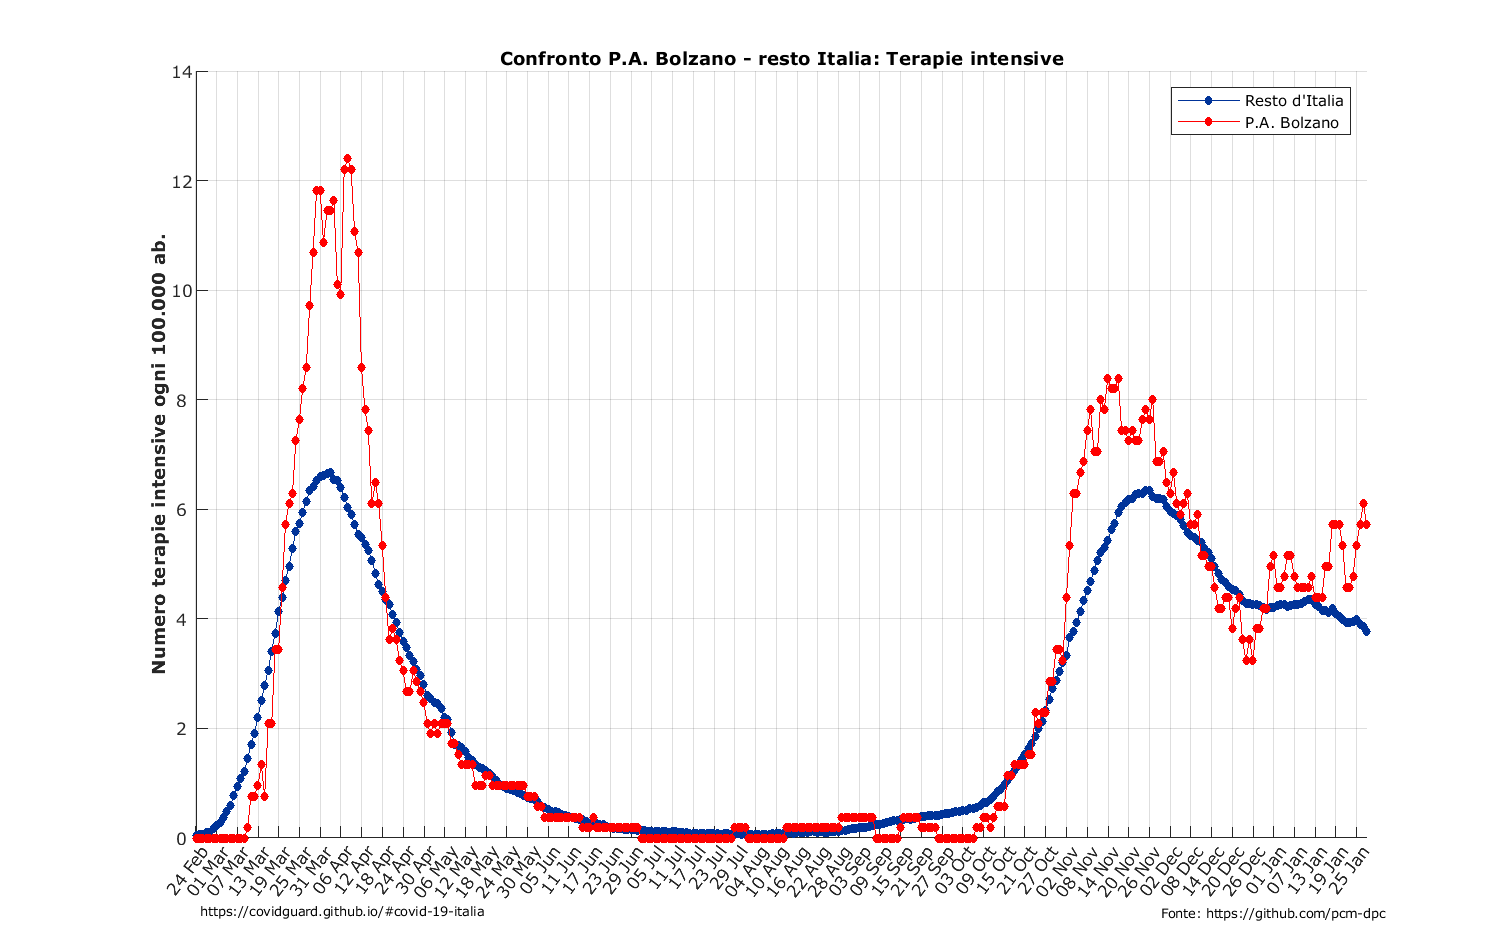 Confronto P.A. Bolzano - resto Italia: Terapie intensive
Resto d'Italia
P.A. Bolzano
Numero terapie intensive ogni 100.000 ab.
14
12
10
8
6
4
2
0
24 Feb
01 Mar
07 Mar
13 Mar
19 Mar
25 Mar
31 Mar
06 Apr
12 Apr
18 Apr
24 Apr
30 Apr
06 May
12 May
18 May
24 May
30 May
05 Jun
11 Jun
17 Jun
23 Jun
29 Jun
05 Jul
11 Jul
17 Jul
23 Jul
29 Jul
04 Aug
10 Aug
16 Aug
22 Aug
28 Aug
03 Sep
09 Sep
15 Sep
21 Sep
27 Sep
03 Oct
09 Oct
15 Oct
21 Oct
27 Oct
02 Nov
08 Nov
14 Nov
20 Nov
26 Nov
02 Dec
08 Dec
14 Dec
20 Dec
26 Dec
01 Jan
07 Jan
13 Jan
19 Jan
25 Jan
https://covidguard.github.io/#covid-19-italia
Fonte: https://github.com/pcm-dpc